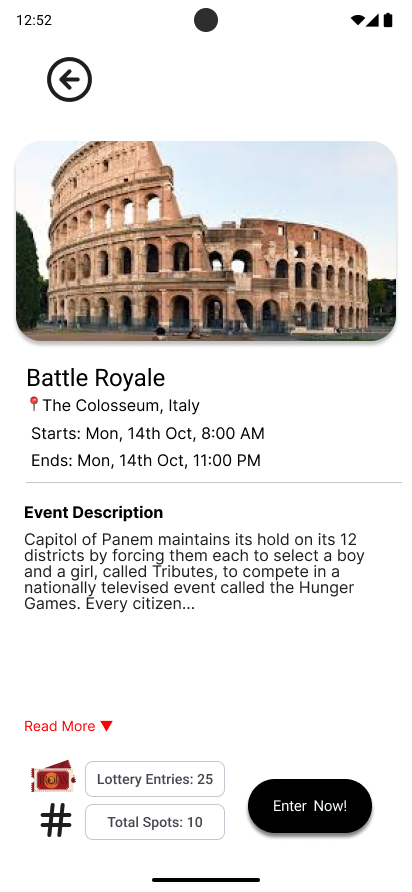 12:52
Battle Royale
The Colosseum, Italy
Starts: Mon, 14th Oct, 8:00 AM
Ends: Mon, 14th Oct, 11:00 PM
Event Description
Capitol of Panem maintains its hold on its 12
districts by forcing them each to select a boy
and a girl, called Tributes, to compete in a
nationally televised event called the Hunger
Games. Every citizen...
Read More ▼
Lottery Entries: 25
# Total Spots: 10
Enter Now!